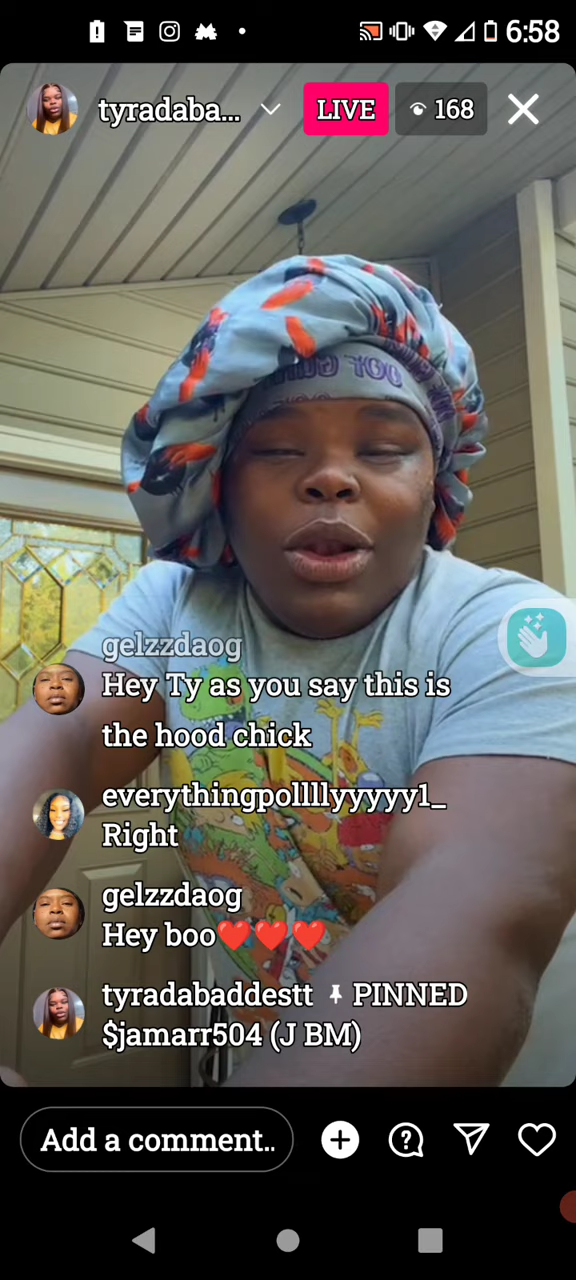 6:58
tyradaba...
LIVE
168
gelzzdaog
Hey Ty as you say this is
the hood chick
everythingpollllyyyyy1_
Right
gelzzdaog
Hey boo❤️❤️❤️
tyradabaddestt PINNED
$jamarr504 (J BM)
Add a comment..